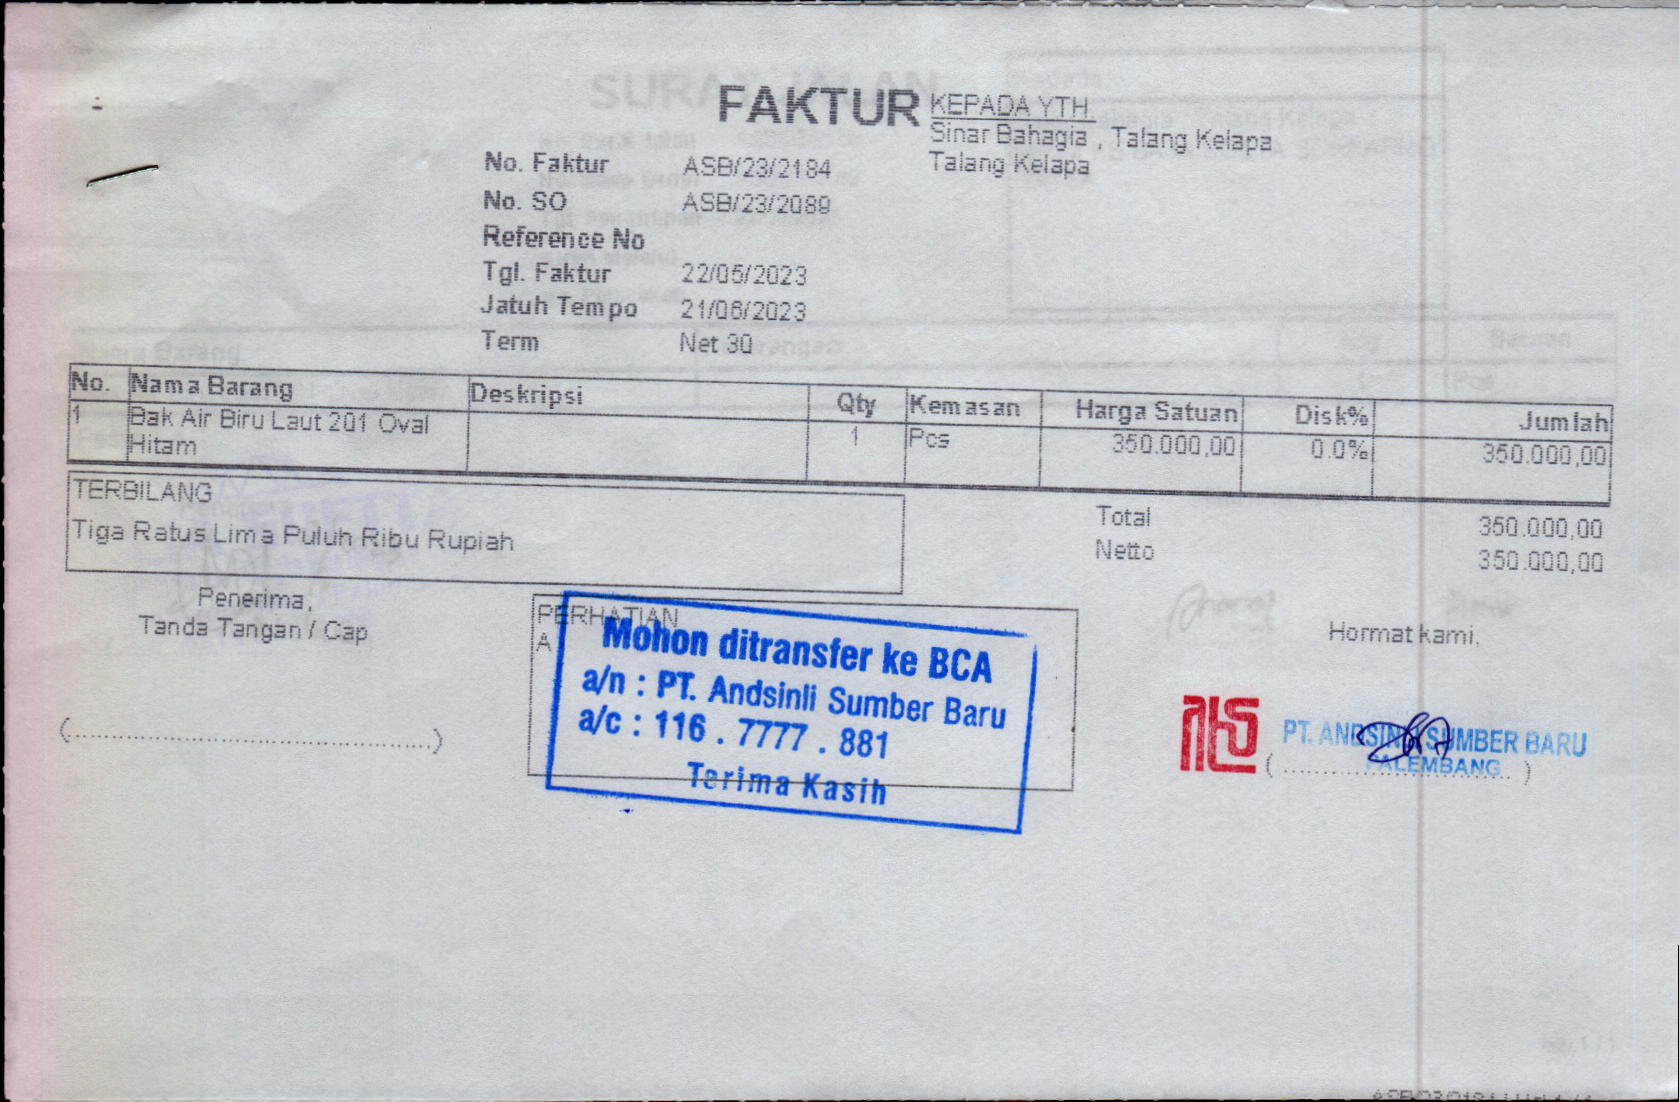 FAKTUR
KEPADA YTH.
Sinar Bahagia , Talang Kelapa
Talang Kelapa
No. Faktur ASB/23/2184
No. SO ASB/23/2089
Reference No
Tgl. Faktur 22/05/2023
Jatuh Tempo 21/06/2023
Term Net 30
No. Nama Barang Deskripsi Qty Kemasan Harga Satuan Disk% Jumlah
1 Bak Air Biru Laut 201 Oval 1 Pcs 350.000,00 0.0% 350.000,00
Hitam
TERBILANG
Tiga Ratus Lima Puluh Ribu Rupiah
Total 350.000,00
Netto 350.000,00
Penerima,
Tanda Tangan / Cap
(..........................................)
PERHATIAN
A
Mohon ditransfer ke BCA
a/n : PT. Andsinli Sumber Baru
a/c : 116 . 7777 . 881
Terima Kasih
Hormat kami,
PT. ANDSINLI SUMBER BARU
PALEMBANG
SURAT JALAN